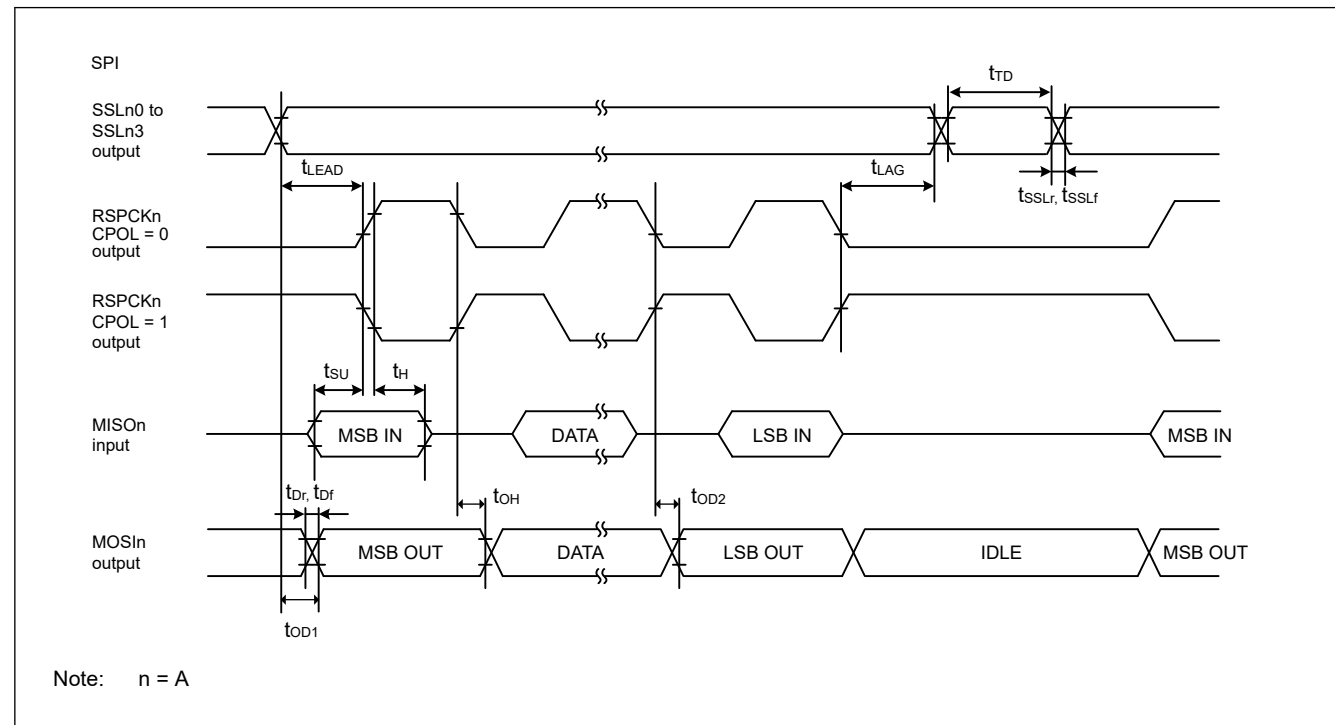 SPI
tTD
SSLn0 to
SSLn3
output
tLEAD
tLAG
tSSLr, tSSLf
RSPCKn
CPOL = 0
output
RSPCKn
CPOL = 1
output
tSU
tH
MISOn
input
MSB IN
DATA
LSB IN
MSB IN
tDr, tDf
tOH
tOD2
MOSIn
output
MSB OUT
DATA
LSB OUT
IDLE
MSB OUT
tOD1
Note: n = A